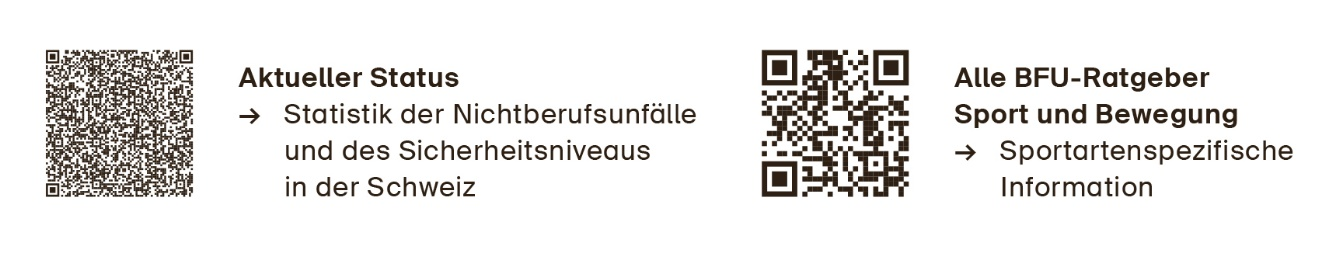 Aktueller Status
→ Statistik der Nichtberufsunfälle
und des Sicherheitsniveaus
in der Schweiz
Alle BFU-Ratgeber
Sport und Bewegung
→ Sportartenspezifische
Information